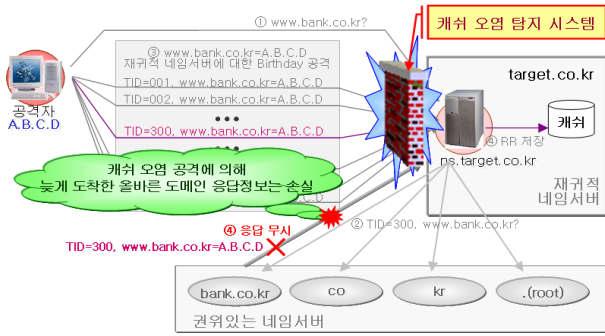 ① www.bank.co.kr?
캐쉬 오염 탐지 시스템
③ www.bank.co.kr=A.B.C.D
재귀적 네임서버에 대한 Birthday 공격
TID=001, www.bank.co.kr=A.B.C.D
TID=002, www.bank.co.kr=A.B.C.D
•••
TID=300, www.bank.co.kr=A.B.C.D
•••
공격자
A.B.C.D
target.co.kr
캐쉬
④ RR 저장
ns.target.co.kr
재귀적
네임서버
캐쉬 오염 공격에 의해
늦게 도착한 올바른 도메인 응답정보는 손실
④ 응답 무시
② TID=300, www.bank.co.kr?
TID=300, www.bank.co.kr=A.B.C.D
bank.co.kr
co
kr
.(root)
권위있는 네임서버